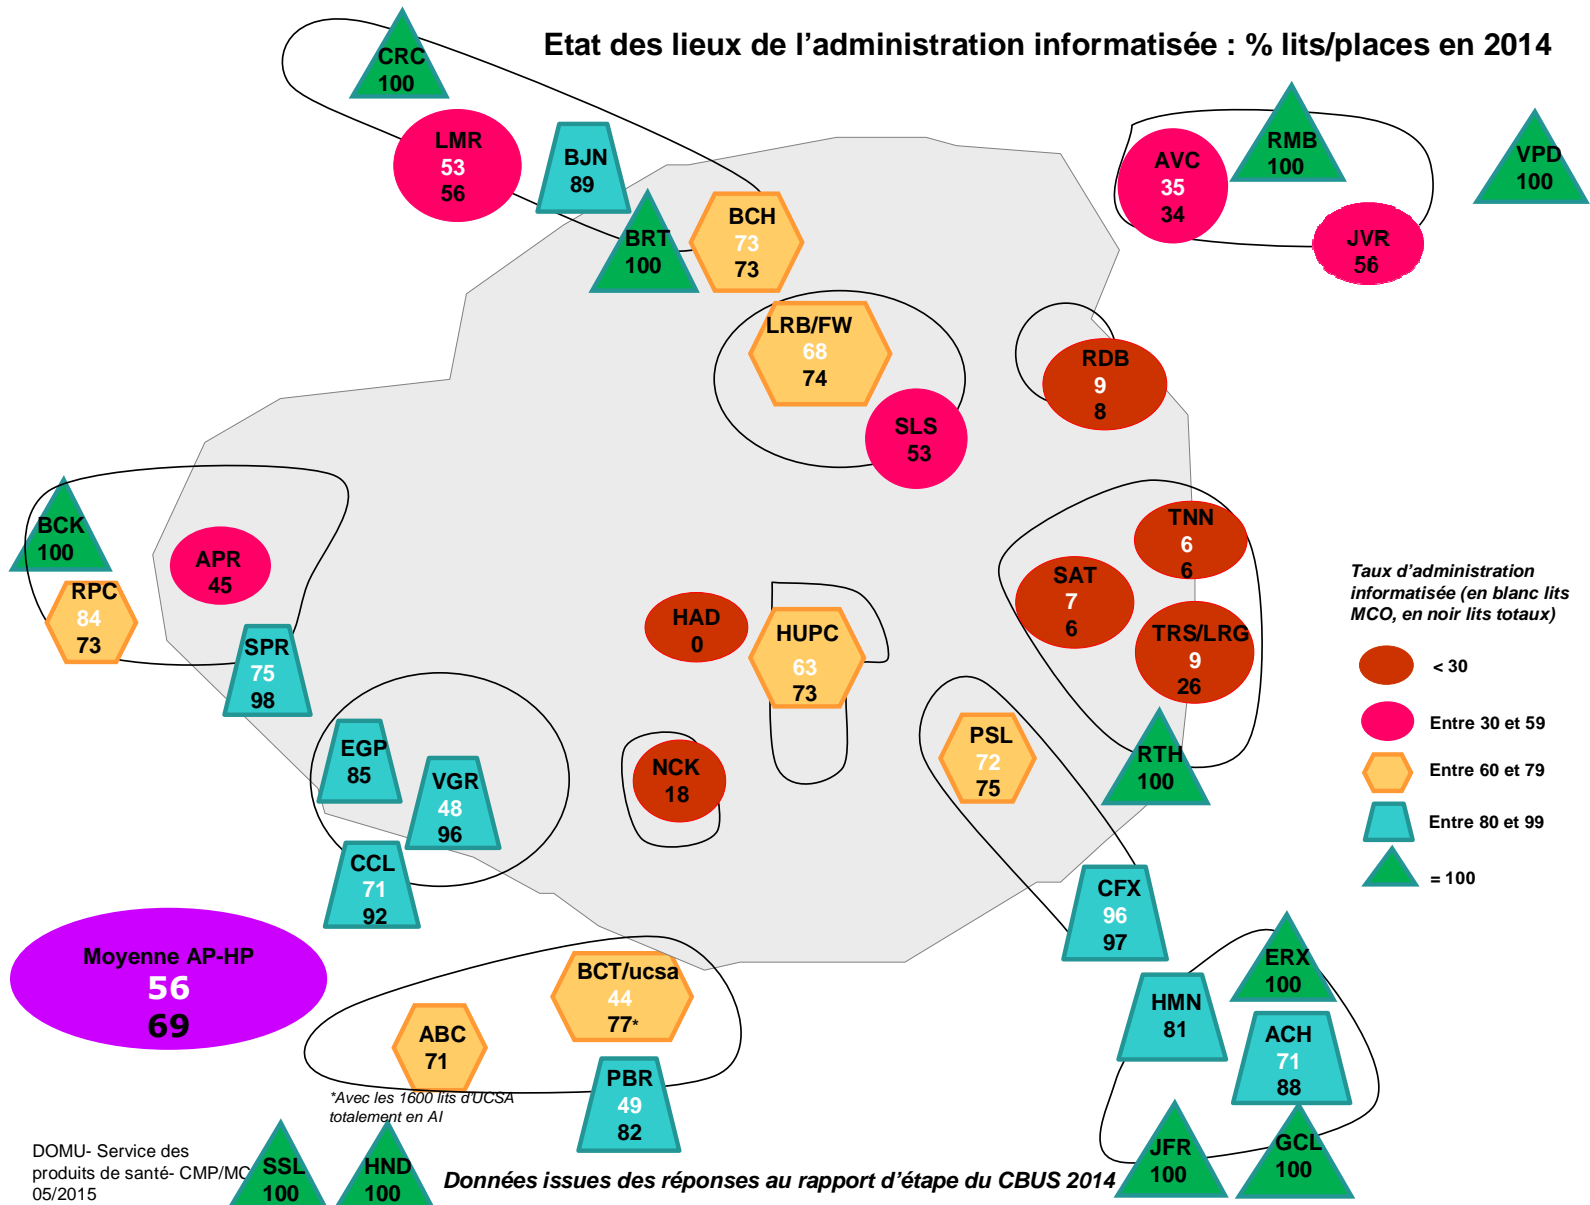 Etat des lieux de l'administration informatisée : % lits/places en 2014
CRC
100
LMR
53
56
BJN
89
BRT
100
BCH
73
73
AVC
35
34
RMB
100
JVR
56
VPD
100
LRB/FW
68
74
SLS
53
RDB
9
8
BCK
100
APR
45
RPC
84
73
SPR
75
98
HAD
0
HUPC
63
73
TNN
6
6
SAT
7
6
TRS/LRG
9
26
RTH
100
Taux d'administration
informatisée (en blanc lits
MCO, en noir lits totaux)
< 30
Entre 30 et 59
Entre 60 et 79
Entre 80 et 99
= 100
EGP
85
VGR
48
96
CCL
71
92
NCK
18
PSL
72
75
CFX
96
97
Moyenne AP-HP
56
69
BCT/ucsa
44
77*
ABC
71
PBR
49
82
*Avec les 1600 lits d'UCSA
totalement en AI
ERX
100
HMN
81
ACH
71
88
JFR
100
GCL
100
DOMU- Service des
produits de santé- CMP/MC
05/2015
SSL
100
HND
100
Données issues des réponses au rapport d'étape du CBUS 2014